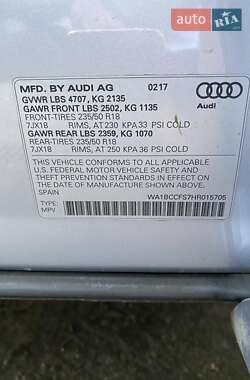 AUTO.RIA
MFD. BY AUDI AG 0217
GVWR LBS 4707, KG 2135
GAWR FRONT LBS 2502, KG 1135
FRONT-TIRES 235/50 R18
7JX18 RIMS, AT 230 KPA 33 PSI COLD
GAWR REAR LBS 2359, KG 1070
REAR-TIRES 235/50 R18
7JX18 RIMS, AT 250 KPA 36 PSI COLD
Audi
THIS VEHICLE CONFORMS TO ALL APPLICABLE
U.S. FEDERAL MOTOR VEHICLE SAFETY, BUMPER,
AND THEFT PREVENTION STANDARDS IN EFFECT
ON THE DATE OF MANUFACTURE SHOWN ABOVE.
SPAIN
WA1BCCFS7HR015705
TYPE:
MPV